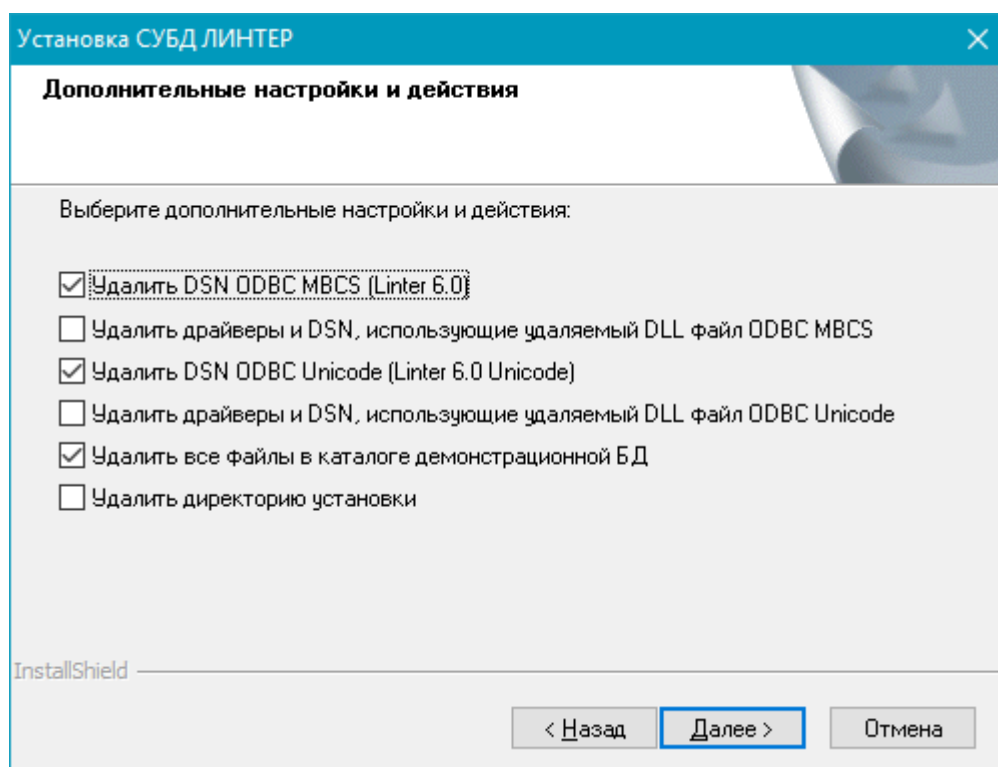 Установка СУБД ЛИНТЕР
Дополнительные настройки и действия
Выберите дополнительные настройки и действия:
Удалить DSN ODBC MBCS (Linter 6.0)
Удалить драйверы и DSN, использующие удаляемый DLL файл ODBC MBCS
Удалить DSN ODBC Unicode (Linter 6.0 Unicode)
Удалить драйверы и DSN, использующие удаляемый DLL файл ODBC Unicode
Удалить все файлы в каталоге демонстрационной БД
Удалить директорию установки
InstallShield
< Назад Далее > Отмена